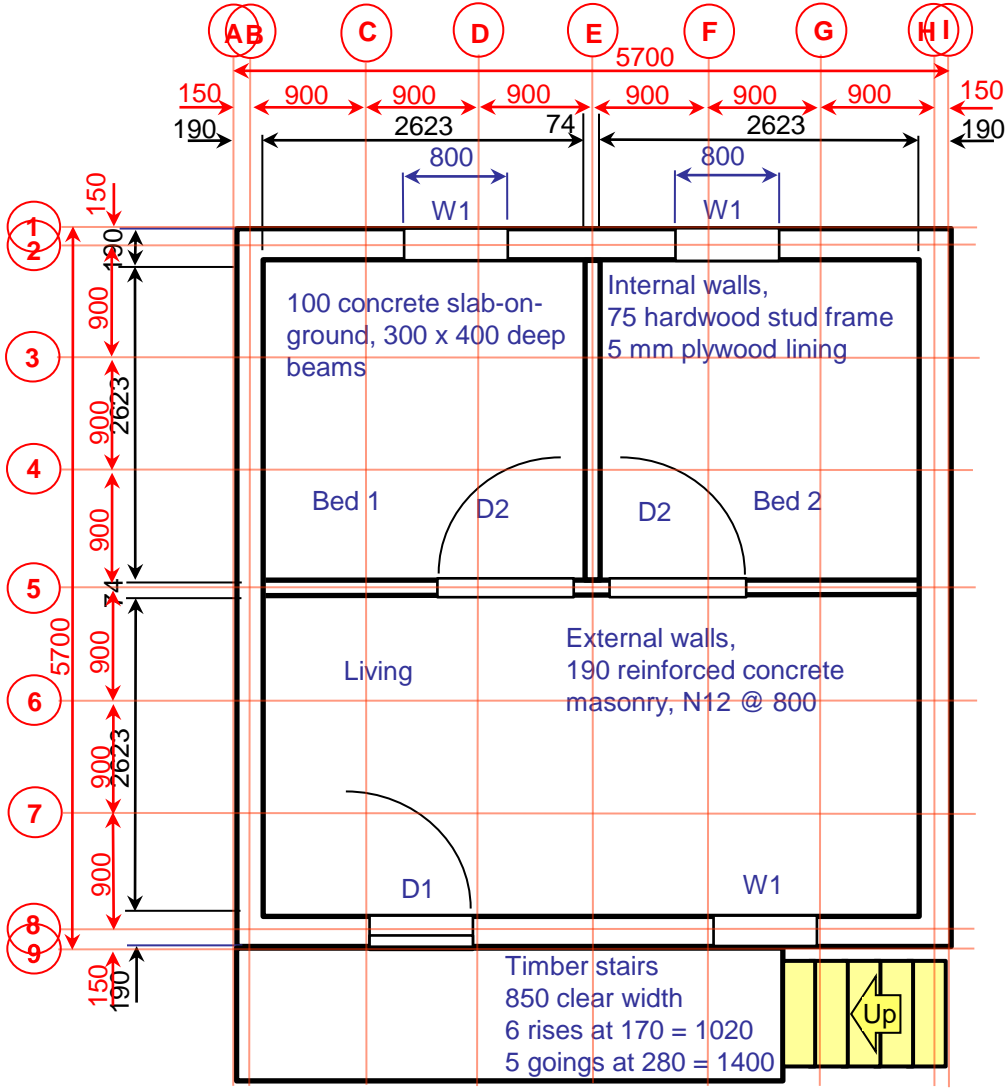 A B C D E F G H I
5700
150 900 900 900 900 900 900 150
190 2623 74 2623 190
800 800
W1 W1
150
1
2
190
900
3
2623
900
4
900
5
74
5700
900
6
900
2623
7
900
8
9
150
190
100 concrete slab-on-
ground, 300 x 400 deep
beams
Internal walls,
75 hardwood stud frame
5 mm plywood lining
Bed 1
D2
D2
Bed 2
Living
External walls,
190 reinforced concrete
masonry, N12 @ 800
D1
W1
Timber stairs
850 clear width
6 rises at 170 = 1020
5 goings at 280 = 1400
Up